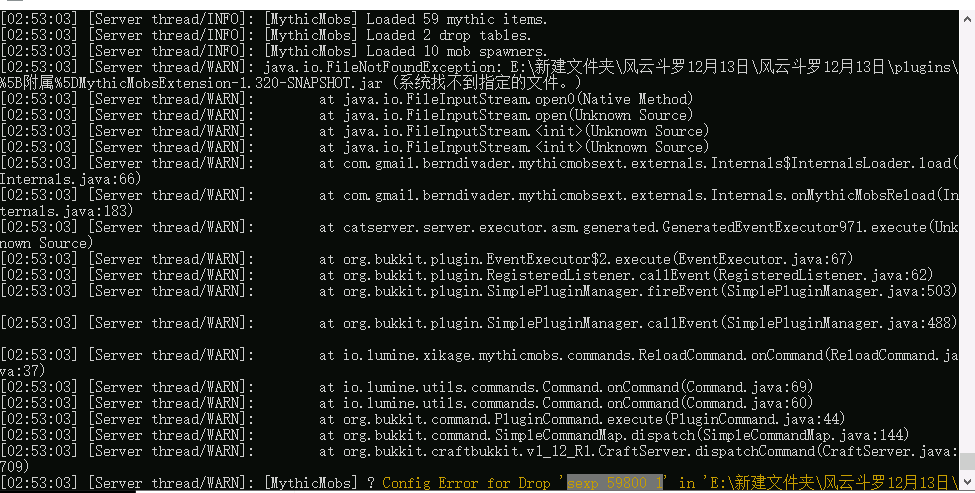 [02:53:03] [Server thread/INFO]: [MythicMobs] Loaded 59 mythic items.
[02:53:03] [Server thread/INFO]: [MythicMobs] Loaded 2 drop tables.
[02:53:03] [Server thread/INFO]: [MythicMobs] Loaded 10 mob spawners.
[02:53:03] [Server thread/WARN]: java.io.FileNotFoundException: E:\新建文件夹\风云斗罗12月13日\风云斗罗12月13日\plugins\
%5B附属%5DMythicMobsExtension-1.320-SNAPSHOT.jar (系统找不到指定的文件。)
[02:53:03] [Server thread/WARN]: at java.io.FileInputStream.open0(Native Method)
[02:53:03] [Server thread/WARN]: at java.io.FileInputStream.open(Unknown Source)
[02:53:03] [Server thread/WARN]: at java.io.FileInputStream.<init>(Unknown Source)
[02:53:03] [Server thread/WARN]: at java.io.FileInputStream.<init>(Unknown Source)
[02:53:03] [Server thread/WARN]: at com.gmail.berndivader.mythicmobsext.externals.Internals$InternalsLoader.load(
Internals.java:66)
[02:53:03] [Server thread/WARN]: at com.gmail.berndivader.mythicmobsext.externals.Internals.onMythicMobsReload(In
ternals.java:183)
[02:53:03] [Server thread/WARN]: at catserver.server.executor.asm.generated.GeneratedEventExecutor971.execute(Unk
nown Source)
[02:53:03] [Server thread/WARN]: at org.bukkit.plugin.EventExecutor$2.execute(EventExecutor.java:67)
[02:53:03] [Server thread/WARN]: at org.bukkit.plugin.RegisteredListener.callEvent(RegisteredListener.java:62)
[02:53:03] [Server thread/WARN]: at org.bukkit.plugin.SimplePluginManager.fireEvent(SimplePluginManager.java:503)
[02:53:03] [Server thread/WARN]: at org.bukkit.plugin.SimplePluginManager.callEvent(SimplePluginManager.java:488)
[02:53:03] [Server thread/WARN]: at io.lumine.xikage.mythicmobs.commands.ReloadCommand.onCommand(ReloadCommand.ja
va:37)
[02:53:03] [Server thread/WARN]: at io.lumine.utils.commands.Command.onCommand(Command.java:69)
[02:53:03] [Server thread/WARN]: at io.lumine.utils.commands.Command.onCommand(Command.java:60)
[02:53:03] [Server thread/WARN]: at org.bukkit.command.PluginCommand.execute(PluginCommand.java:44)
[02:53:03] [Server thread/WARN]: at org.bukkit.command.SimpleCommandMap.dispatch(SimpleCommandMap.java:144)
[02:53:03] [Server thread/WARN]: at org.bukkit.craftbukkit.v1_12_R1.CraftServer.dispatchCommand(CraftServer.java:
709)
[02:53:03] [Server thread/WARN]: [MythicMobs] ? Config Error for Drop 'sexp 59800 1' in 'E:\新建文件夹\风云斗罗12月13日\